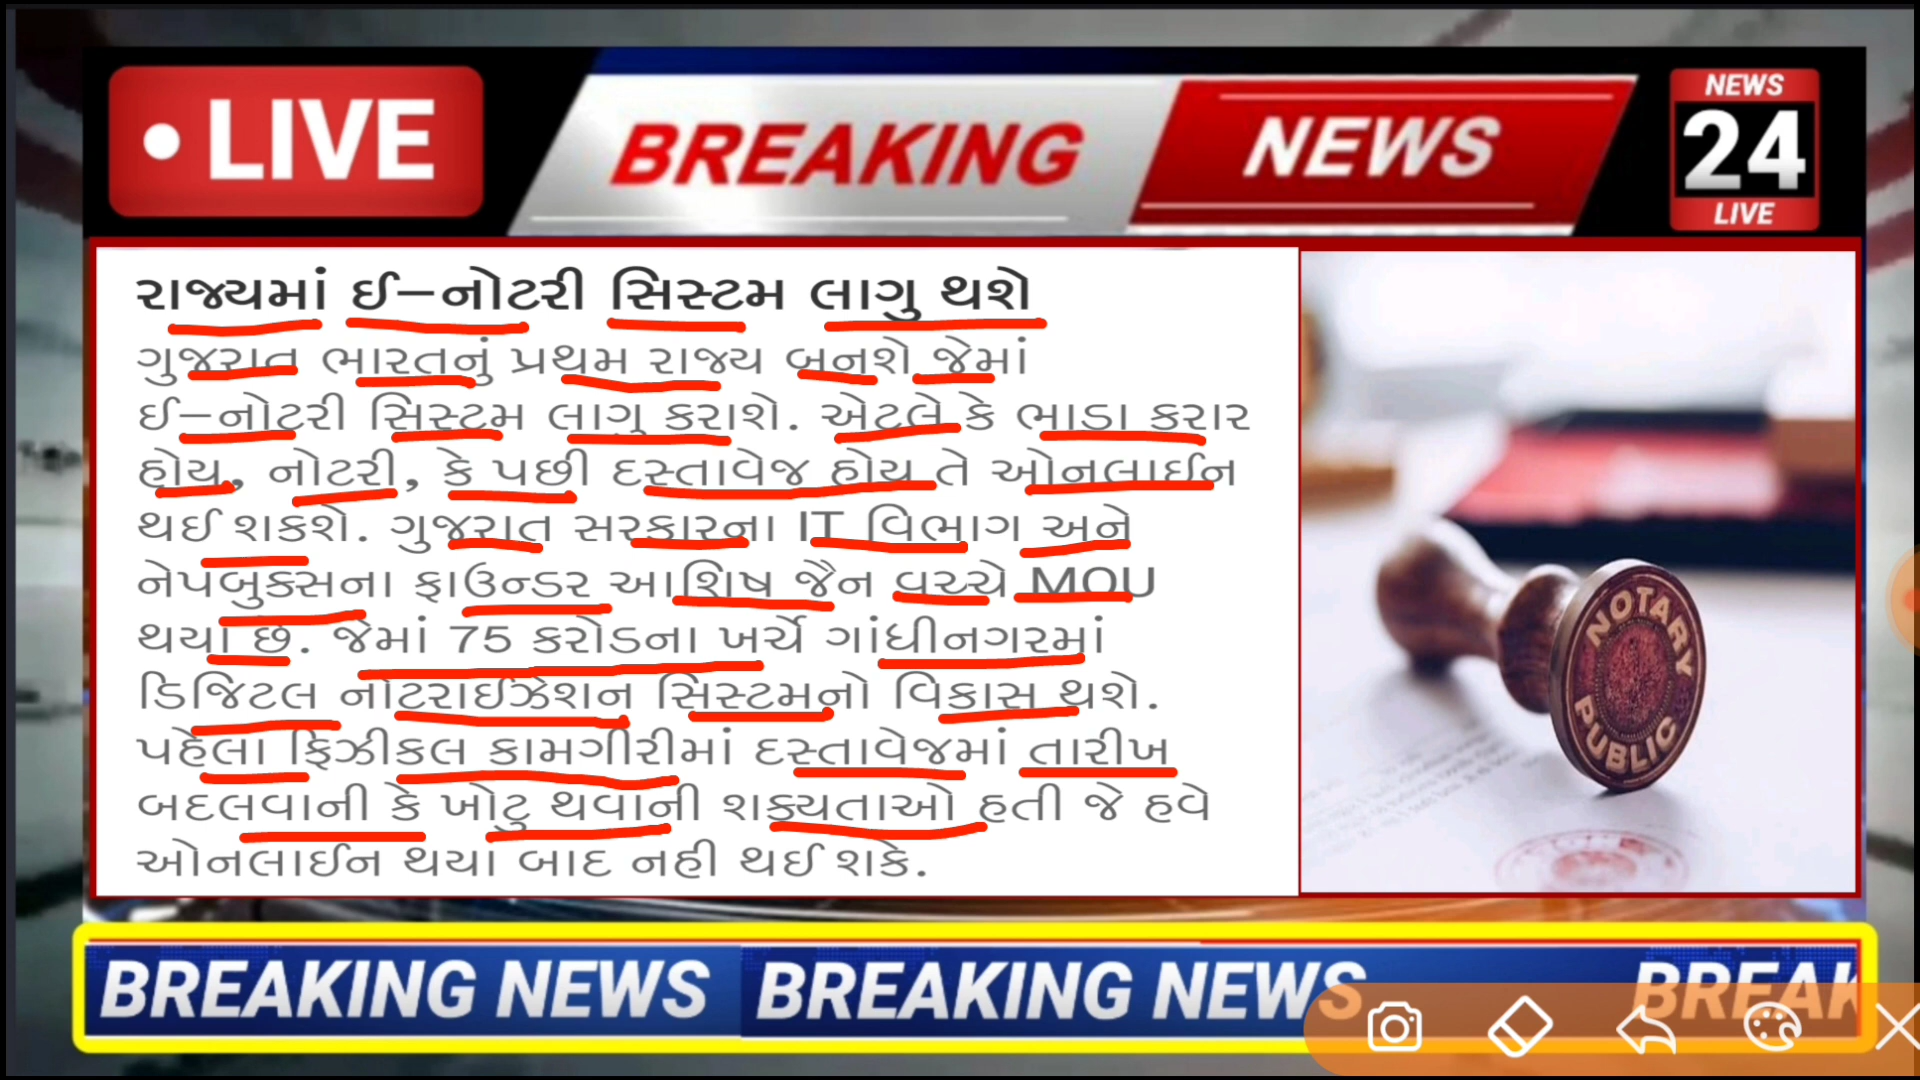 LIVE
BREAKING NEWS
NEWS
24
LIVE
રાજ્યમાં ઈ–નોટરી સિસ્ટમ લાગુ થશે
ગુજરાત ભારતનું પ્રથમ રાજ્ય બનશે જેમાં
ઈ–નોટરી સિસ્ટમ લાગુ કરાશે. એટલે કે ભાડા કરાર
હોય, નોટરી, કે પછી દસ્તાવેજ હોય તે ઓનલાઈન
થઈ શકશે. ગુજરાત સરકારના IT વિભાગ અને
નેપબુક્સના ફાઉન્ડર આશિષ જૈન વચ્ચે MOU
થયા છે. જેમાં 75 કરોડના ખર્ચે ગાંધીનગરમાં
ડિજિટલ નોટરાઈઝેશન સિસ્ટમનો વિકાસ થશે.
પહેલા ફિઝીકલ કામગીરીમાં દસ્તાવેજમાં તારીખ
બદલવાની કે ખોટુ થવાની શક્યતાઓ હતી જે હવે
ઓનલાઈન થયા બાદ નહી થઈ શકે.
NOTARY
PUBLIC
BREAKING NEWS BREAKING NEWS BREAK